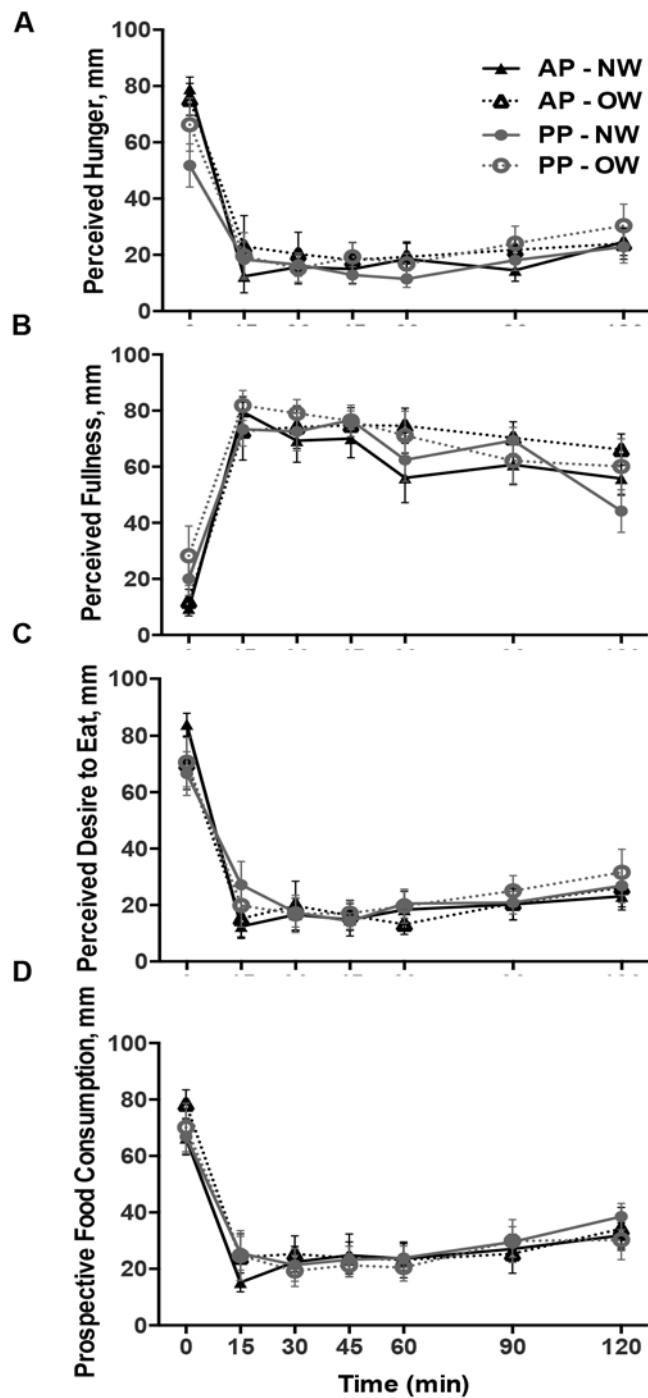 A
Perceived Hunger, mm
100
80
60
40
20
0
AP - NW
AP - OW
PP - NW
PP - OW
B
Perceived Fullness, mm
100
80
60
40
20
0
C
Perceived Desire to Eat, mm
100
80
60
40
20
0
D
Prospective Food Consumption, mm
100
80
60
40
20
0
0 15 30 45 60 90 120
Time (min)